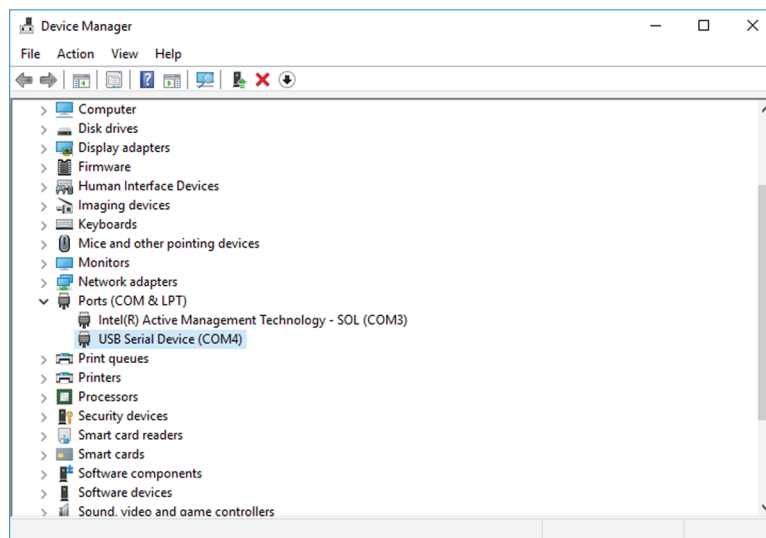 Device Manager
File Action View Help
Computer
Disk drives
Display adapters
Firmware
Human Interface Devices
Imaging devices
Keyboards
Mice and other pointing devices
Monitors
Network adapters
Ports (COM & LPT)
Intel(R) Active Management Technology - SOL (COM3)
USB Serial Device (COM4)
Print queues
Printers
Processors
Security devices
Smart card readers
Smart cards
Software components
Software devices
Sound, video and game controllers